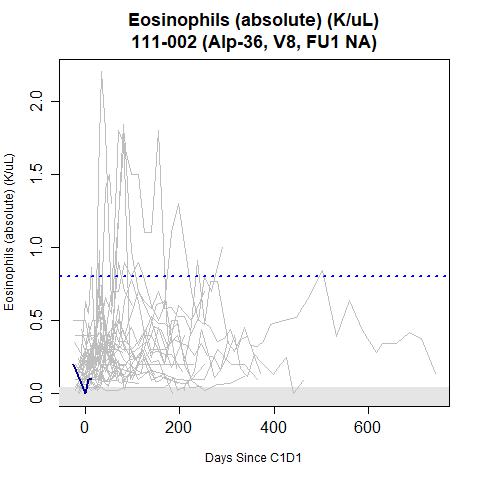 Eosinophils (absolute) (K/uL)
111-002 (Alp-36, V8, FU1 NA)
Eosinophils (absolute) (K/uL)
2.0
1.5
1.0
0.5
0.0
0
200
400
600
Days Since C1D1